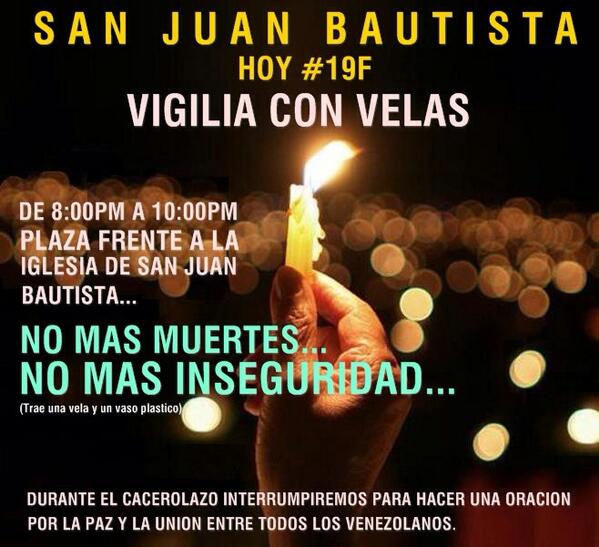 SAN JUAN BAUTISTA
HOY #19F
VIGILIA CON VELAS
DE 8:00PM A 10:00PM
PLAZA FRENTE A LA
IGLESIA DE SAN JUAN
BAUTISTA...
NO MAS MUERTES...
NO MAS INSEGURIDAD...
(Trae una vela y un vaso plastico)
DURANTE EL CACEROLAZO INTERRUMPIREMOS PARA HACER UNA ORACION
POR LA PAZ Y LA UNION ENTRE TODOS LOS VENEZOLANOS.